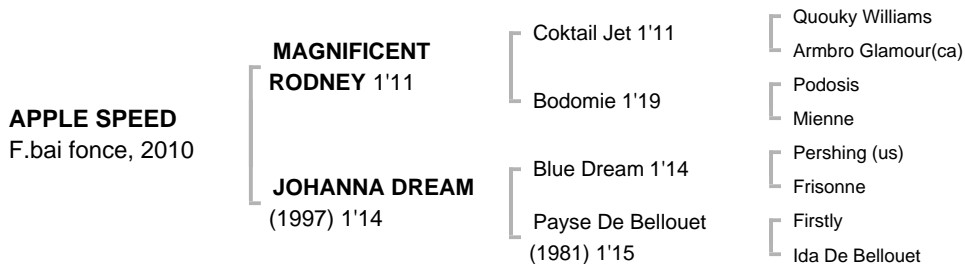 APPLE SPEED
F.bai fonce, 2010
MAGNIFICENT
RODNEY 1'11
JOHANNA DREAM
(1997) 1'14
Coktail Jet 1'11
Bodomie 1'19
Blue Dream 1'14
Payse De Bellouet
(1981) 1'15
Quouky Williams
Armbro Glamour(ca)
Podosis
Mienne
Pershing (us)
Frisonne
Firstly
Ida De Bellouet